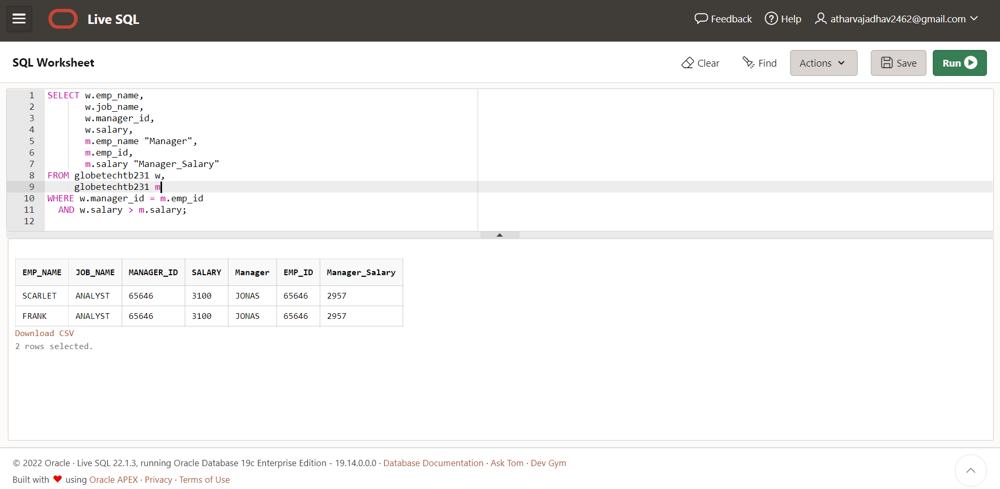 Live SQL
Feedback
Help
atharvajadhav2462@gmail.com
SQL Worksheet
Clear
Find
Actions
Save
Run
1 SELECT w.emp_name,
2 w.job_name,
3 w.manager_id,
4 w.salary,
5 m.emp_name "Manager",
6 m.emp_id,
7 m.salary "Manager_Salary"
8 FROM globetechtb231 w,
9 globetechtb231 m
10 WHERE w.manager_id = m.emp_id
11 AND w.salary > m.salary;
12
EMP_NAME JOB_NAME MANAGER_ID SALARY Manager EMP_ID Manager_Salary
SCARLET ANALYST 65646 3100 JONAS 65646 2957
FRANK ANALYST 65646 3100 JONAS 65646 2957
Download CSV
2 rows selected.
© 2022 Oracle · Live SQL 22.1.3, running Oracle Database 19c Enterprise Edition - 19.14.0.0.0 · Database Documentation · Ask Tom · Dev Gym
Built with ❤ using Oracle APEX · Privacy · Terms of Use